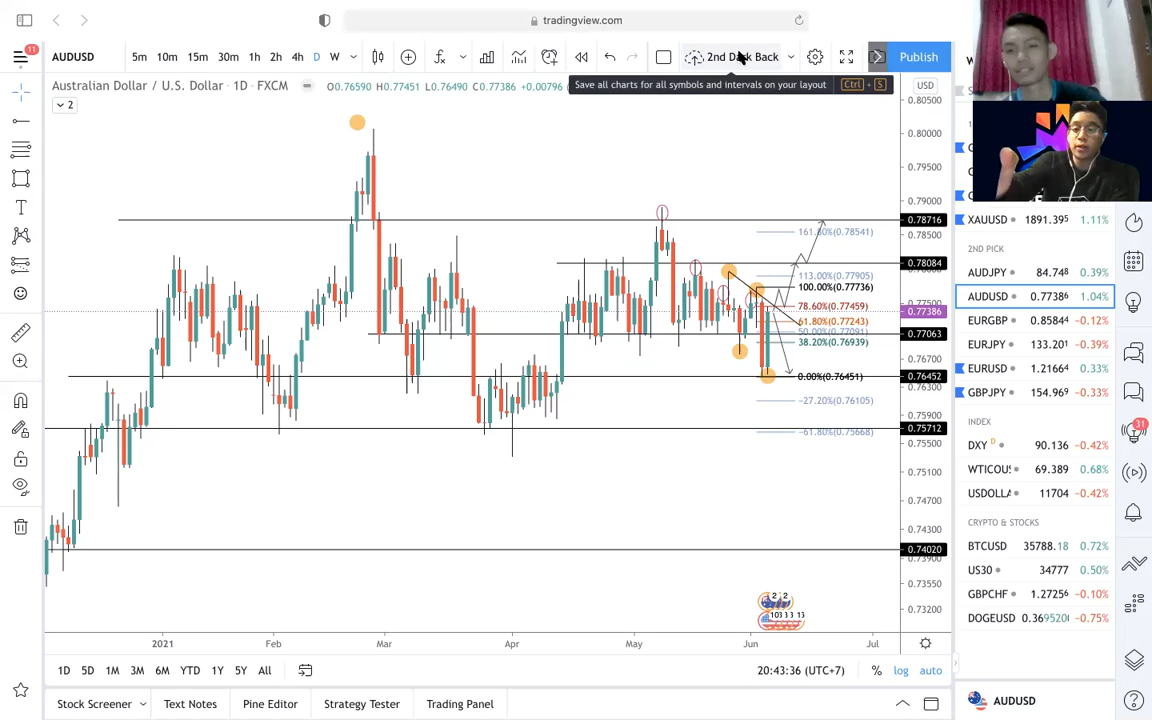 tradingview.com
11
AUDUSD 5m 10m 15m 30m 1h 2h 4h D W 2nd Deck Back Publish
Save all charts for all symbols and intervals on your layout Ctrl + S
Australian Dollar / U.S. Dollar · 1D · FXCM O0.76590 H0.77451 L0.76490 C0.77386 +0.00796
2
USD
0.80500
0.80000
0.79500
0.79000
0.78716
0.78500
0.78084
0.77500
0.77386
0.77063
0.76700
0.76452
0.76300
0.75900
0.75712
0.75500
0.75100
0.74700
0.74300
0.74020
0.73900
0.73550
0.73200
161.80%(0.78541)
113.00%(0.77905)
100.00%(0.77736)
78.60%(0.77459)
61.80%(0.77243)
50.00%(0.77091)
38.20%(0.76939)
0.00%(0.76451)
−27.20%(0.76105)
−61.80%(0.75668)
2021 Feb Mar Apr May Jun Jul
1D 5D 1M 3M 6M YTD 1Y 5Y All 20:43:36 (UTC+7) % log auto
Stock Screener Text Notes Pine Editor Strategy Tester Trading Panel
XAUUSD 1891.395 1.11%
2ND PICK
AUDJPY 84.748 0.39%
AUDUSD 0.77386 1.04%
EURGBP 0.85844 −0.12%
EURJPY 133.201 −0.39%
EURUSD 1.21664 0.33%
GBPJPY 154.969 −0.33%
INDEX
DXY D 90.136 −0.42%
WTICOUS 69.389 0.68%
USDOLLA 11704 −0.42%
CRYPTO & STOCKS
BTCUSD 35788.18 0.72%
US30 34777 0.50%
GBPCHF 1.27256 −0.10%
DOGEUSD 0.369520 −0.75%
AUDUSD
31